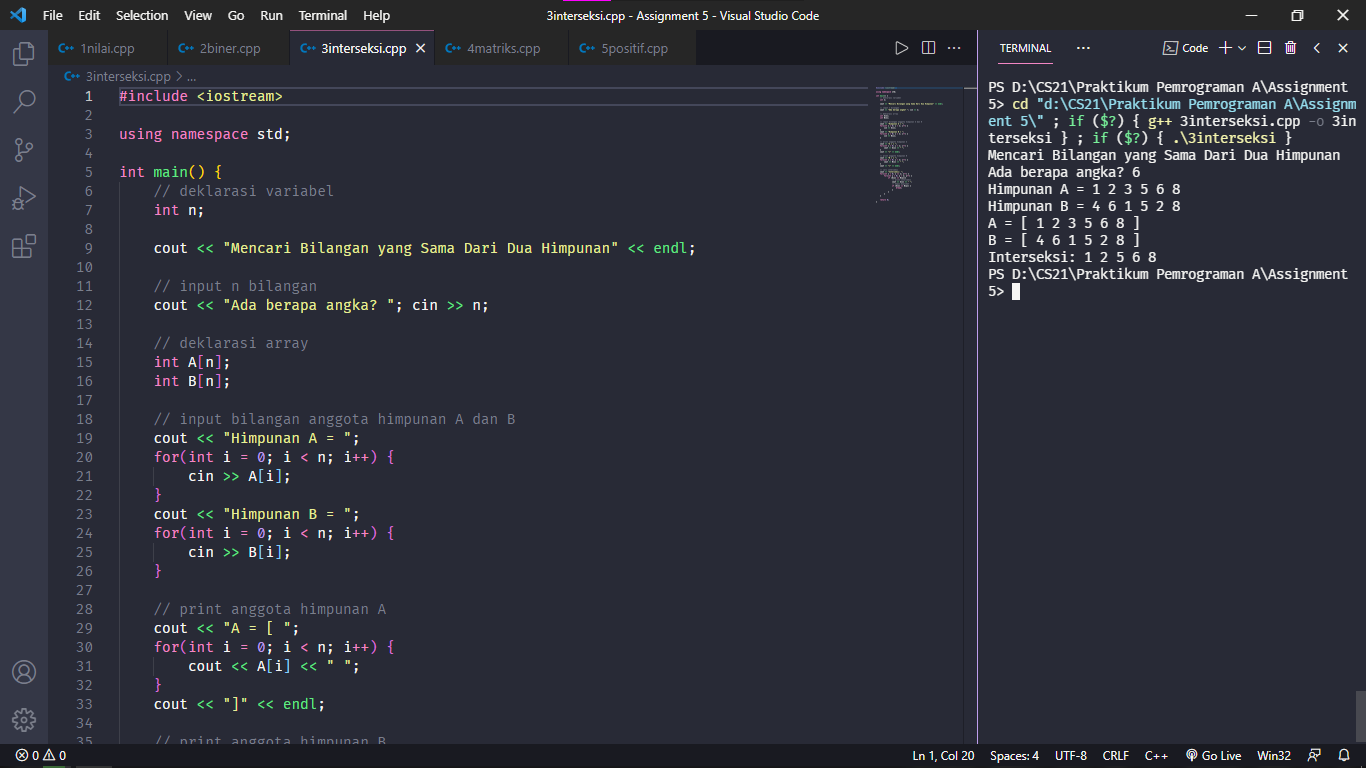 File Edit Selection View Go Run Terminal Help 3interseksi.cpp - Assignment 5 - Visual Studio Code
1nilai.cpp 2biner.cpp 3interseksi.cpp 4matriks.cpp 5positif.cpp
3interseksi.cpp > ...
1 #include <iostream>
2
3 using namespace std;
4
5 int main() {
6 // deklarasi variabel
7 int n;
8
9 cout << "Mencari Bilangan yang Sama Dari Dua Himpunan" << endl;
10
11 // input n bilangan
12 cout << "Ada berapa angka? "; cin >> n;
13
14 // deklarasi array
15 int A[n];
16 int B[n];
17
18 // input bilangan anggota himpunan A dan B
19 cout << "Himpunan A = ";
20 for(int i = 0; i < n; i++) {
21 cin >> A[i];
22 }
23 cout << "Himpunan B = ";
24 for(int i = 0; i < n; i++) {
25 cin >> B[i];
26 }
27
28 // print anggota himpunan A
29 cout << "A = [ ";
30 for(int i = 0; i < n; i++) {
31 cout << A[i] << " ";
32 }
33 cout << "]" << endl;
34
35 // print anggota himpunan B
TERMINAL ... Code
PS D:\CS21\Praktikum Pemrograman A\Assignment
5> cd "d:\CS21\Praktikum Pemrograman A\Assignm
ent 5\" ; if ($?) { g++ 3interseksi.cpp -o 3in
terseksi } ; if ($?) { .\3interseksi }
Mencari Bilangan yang Sama Dari Dua Himpunan
Ada berapa angka? 6
Himpunan A = 1 2 3 5 6 8
Himpunan B = 4 6 1 5 2 8
A = [ 1 2 3 5 6 8 ]
B = [ 4 6 1 5 2 8 ]
Interseksi: 1 2 5 6 8
PS D:\CS21\Praktikum Pemrograman A\Assignment
5>
0 0 Ln 1, Col 20 Spaces: 4 UTF-8 CRLF C++ Go Live Win32